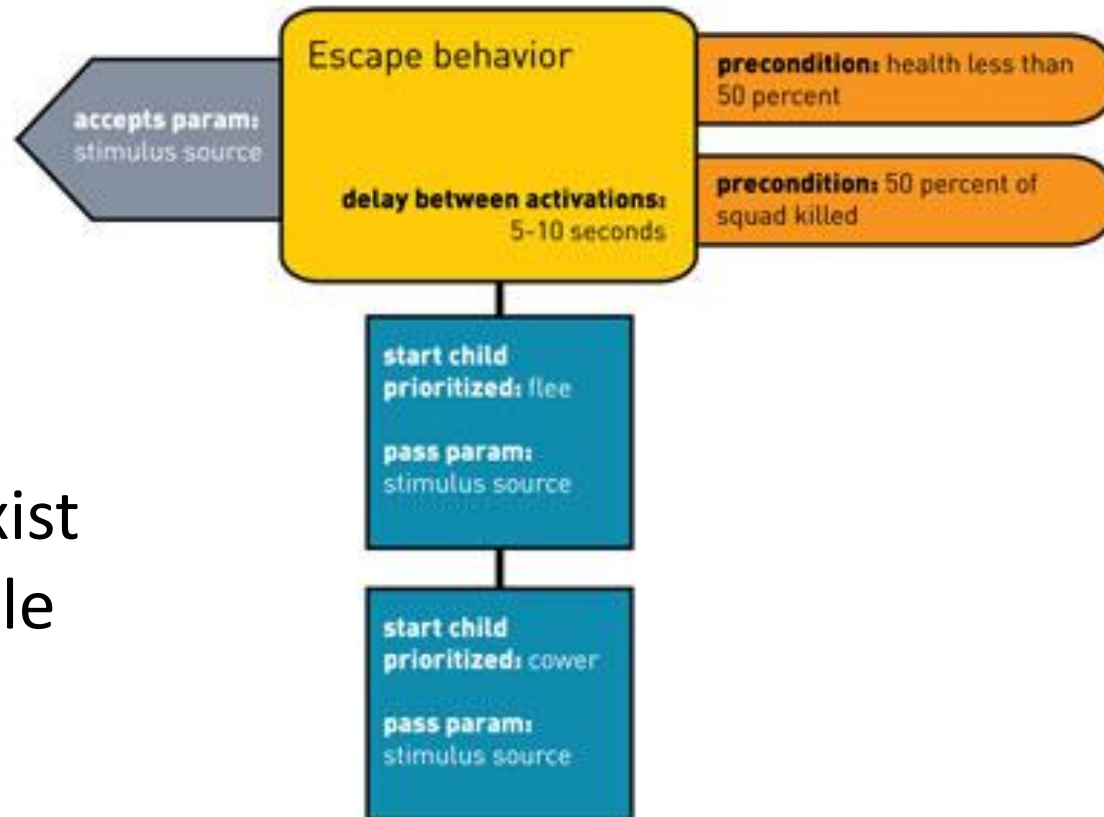 Escape behavior
delay between activations:
5-10 seconds
accepts param:
stimulus source
precondition: health less than
50 percent
precondition: 50 percent of
squad killed
start child
prioritized: flee
pass param:
stimulus source
start child
prioritized: cower
pass param:
stimulus source